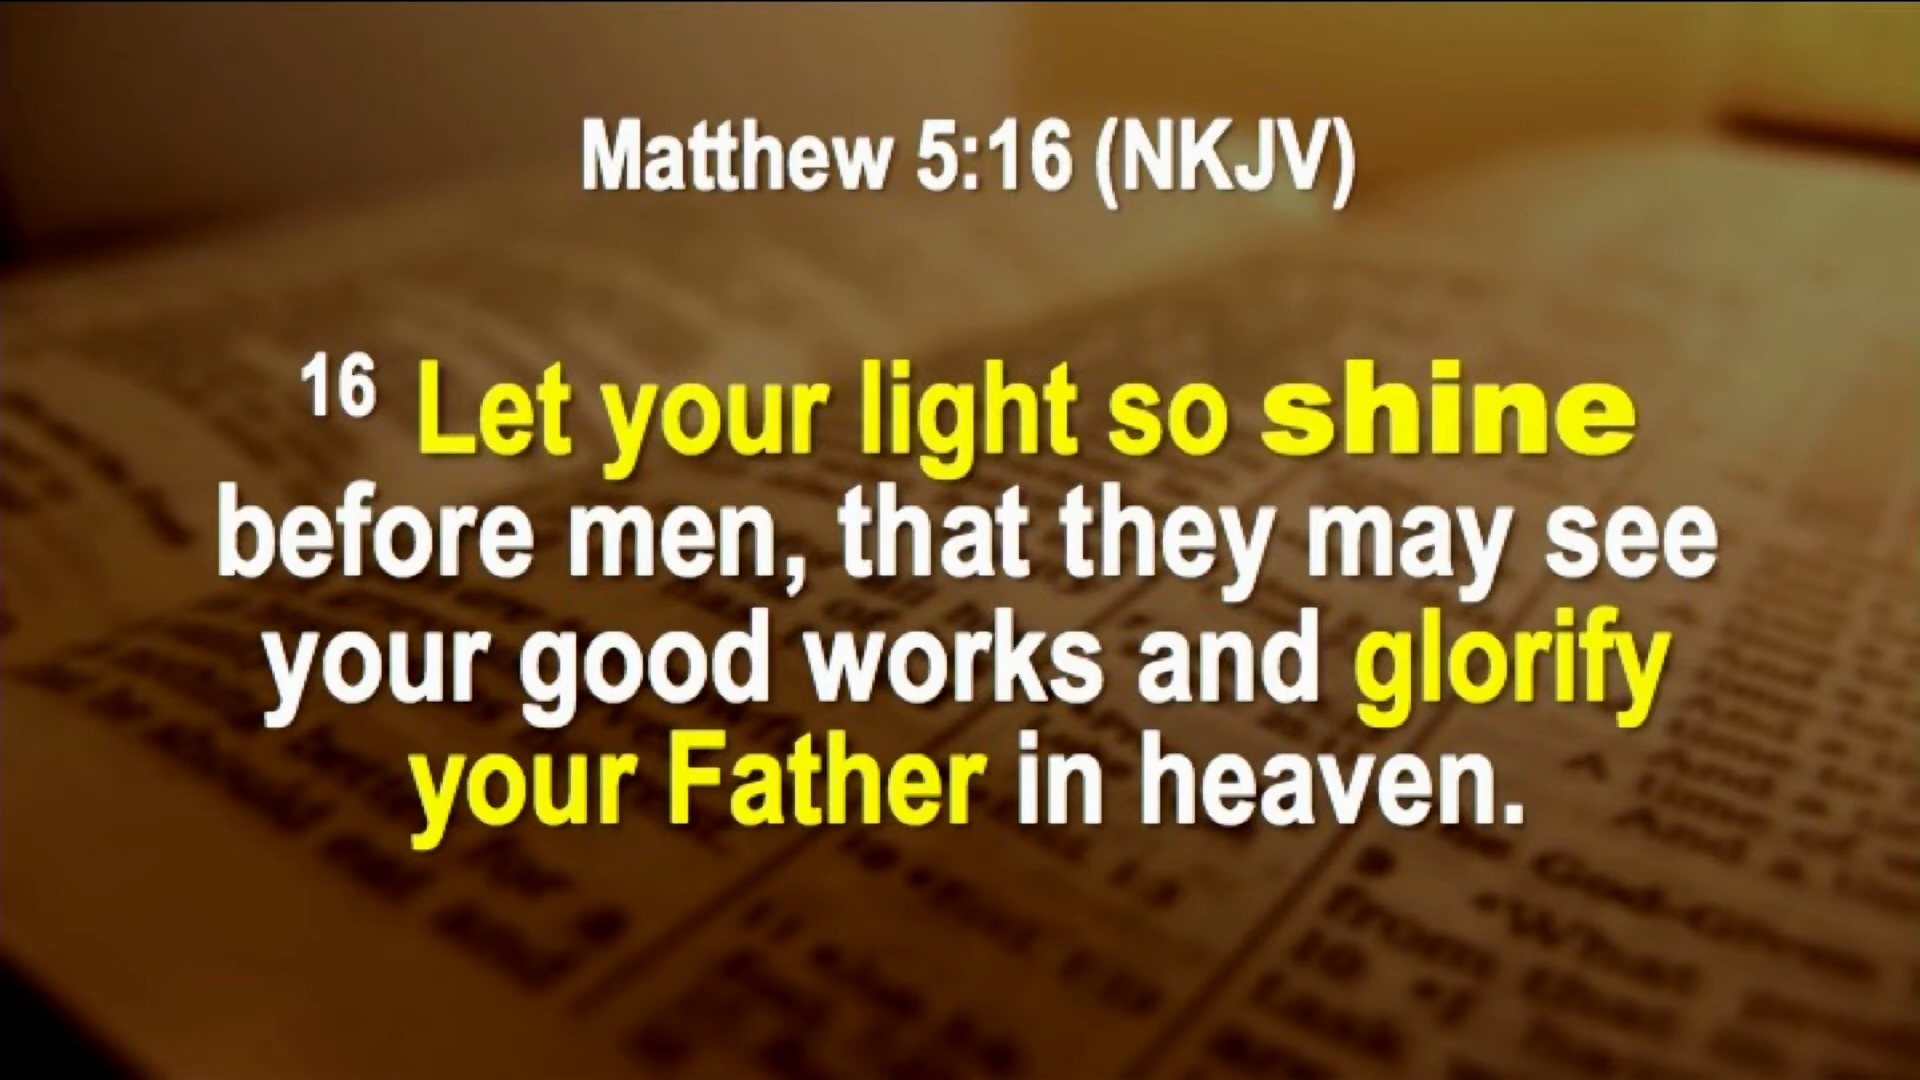 Matthew 5:16 (NKJV)
16 Let your light so shine
before men, that they may see
your good works and glorify
your Father in heaven.